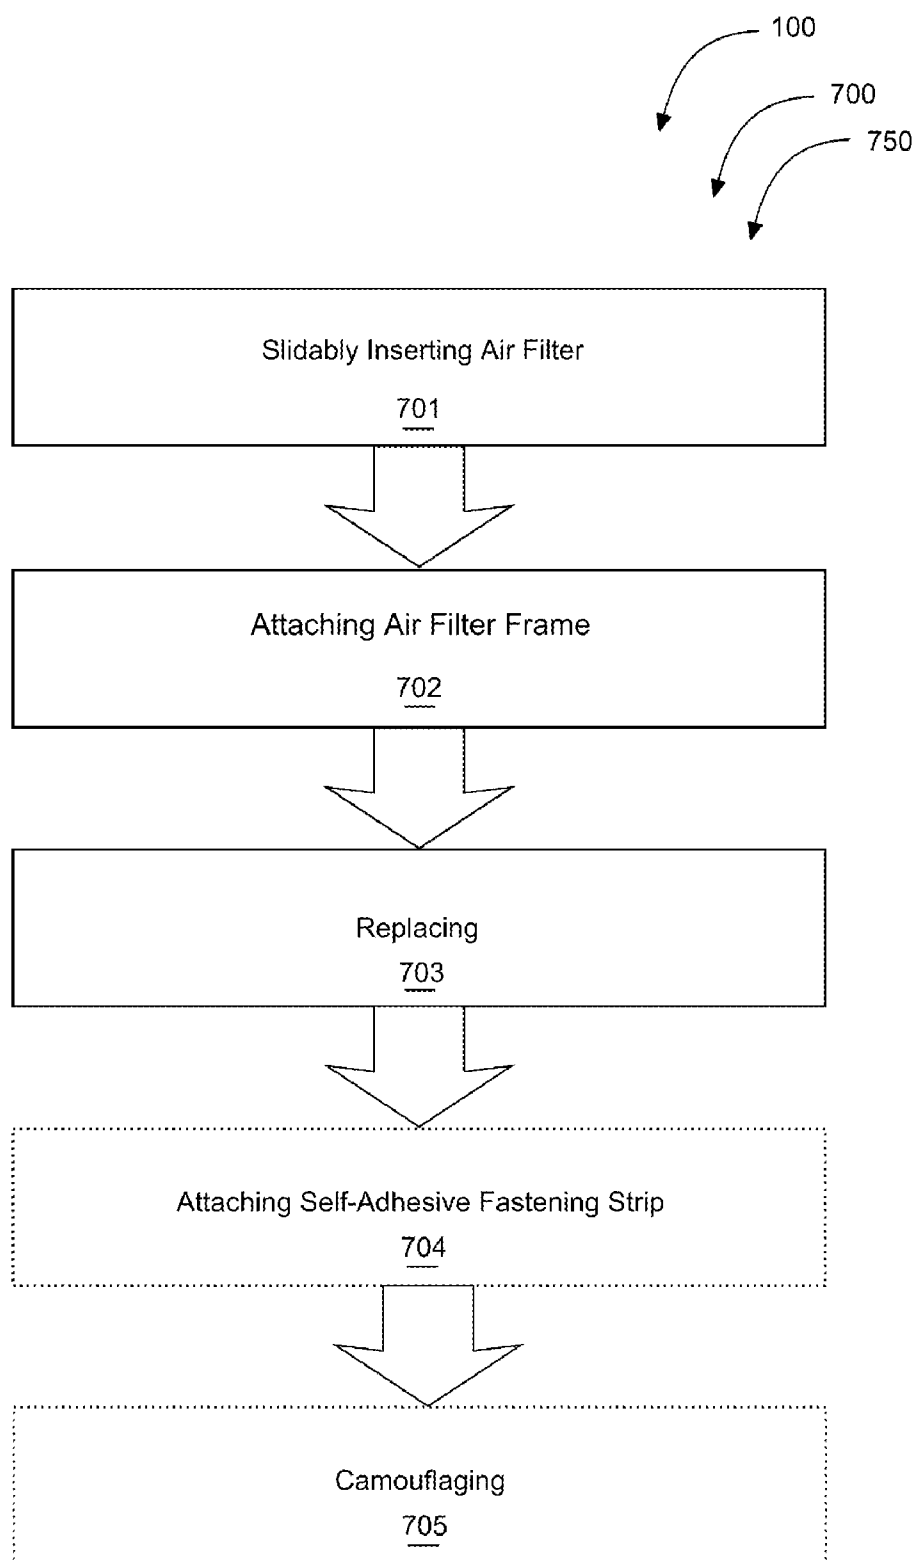 100
700
750
Slidably Inserting Air Filter
701
Attaching Air Filter Frame
702
Replacing
703
Attaching Self-Adhesive Fastening Strip
704
Camouflaging
705